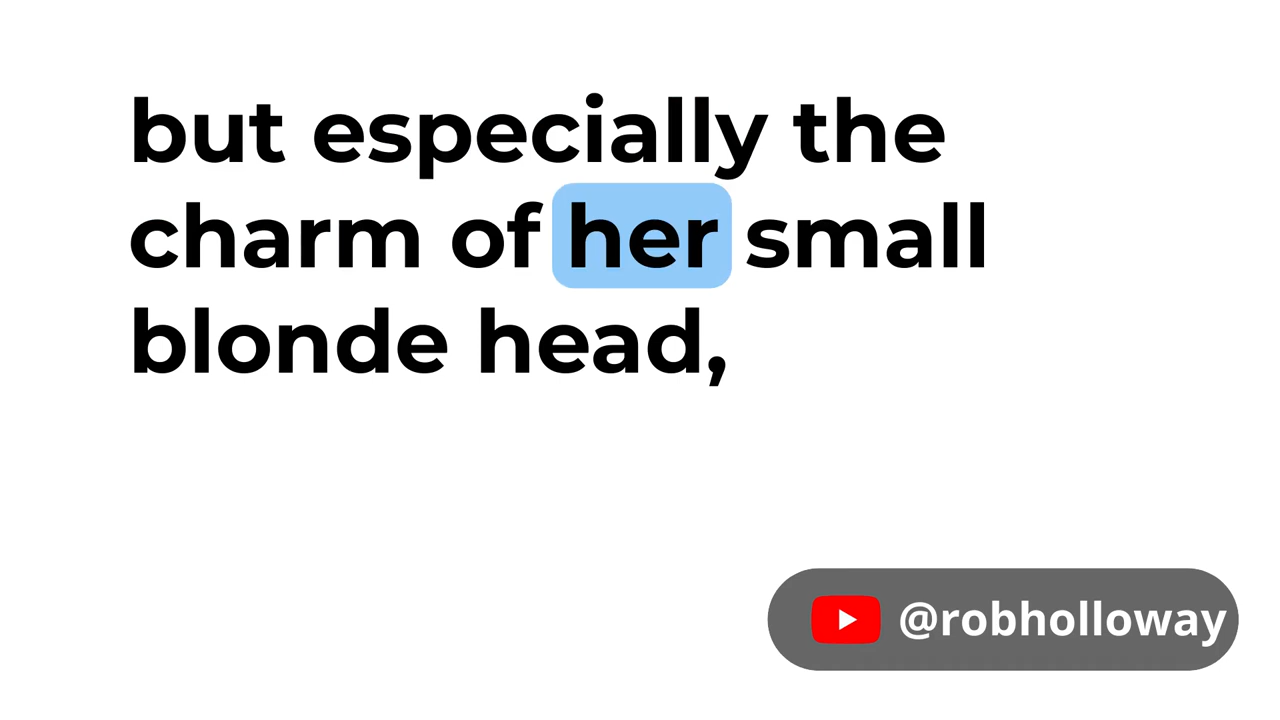 but especially the
charm of her small
blonde head,
@robholloway